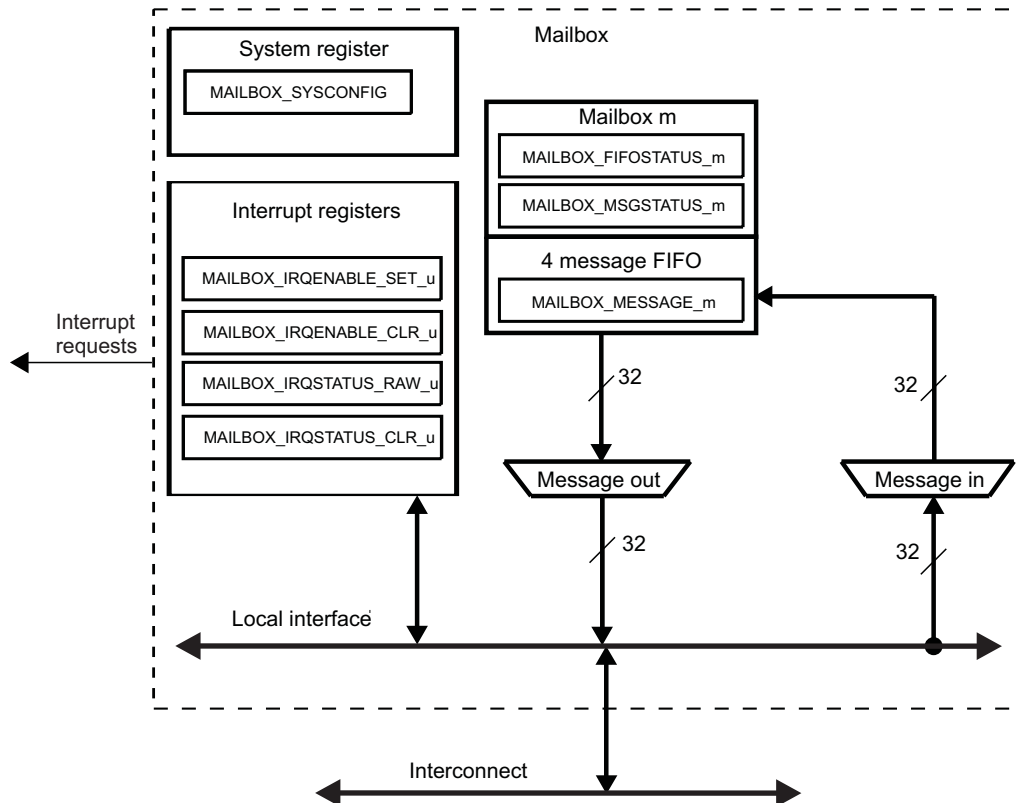 Mailbox
System register
MAILBOX_SYSCONFIG
Mailbox m
MAILBOX_FIFOSTATUS_m
MAILBOX_MSGSTATUS_m
Interrupt registers
MAILBOX_IRQENABLE_SET_u
MAILBOX_IRQENABLE_CLR_u
MAILBOX_IRQSTATUS_RAW_u
MAILBOX_IRQSTATUS_CLR_u
4 message FIFO
MAILBOX_MESSAGE_m
Interrupt
requests
32
32
Message out
Message in
32
32
Local interface
Interconnect